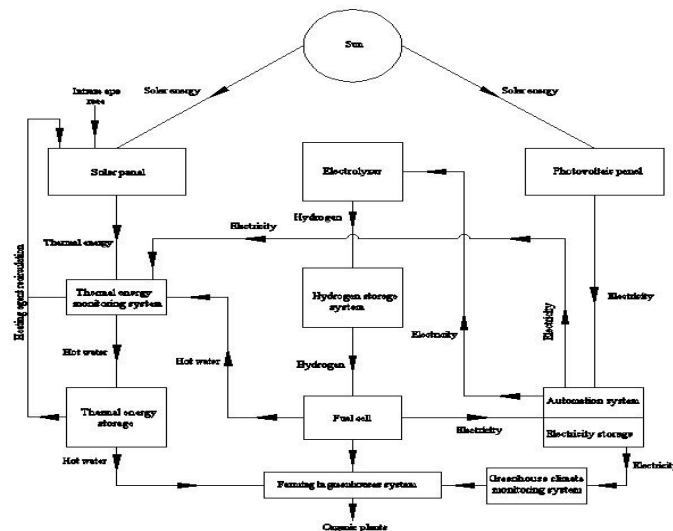 Sun
Solar energy
Solar energy
Solar panel
Electrolyzer
Photovoltaic panel
Hydrogen
Electricity
Thermal energy
Heating agent recirculation
Thermal energy
monitoring system
Hydrogen storage
system
Electricity
Electricity
Electricity
Hot water
Hot water
Hydrogen
Automation system
Thermal energy
storage
Fuel cell
Electricity
Electricity storage
Hot water
Electricity
Farming in greenhouses system
Greenhouse climate
monitoring system
Organic plants